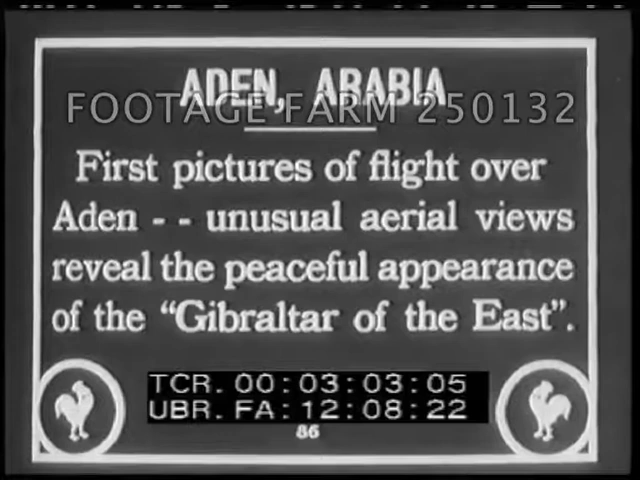 ADEN, ARABIA
FOOTAGE FARM 250132
First pictures of flight over
Aden - - unusual aerial views
reveal the peaceful appearance
of the “Gibraltar of the East”.
TCR. 00:03:03:05
UBR. FA: 12:08:22
86